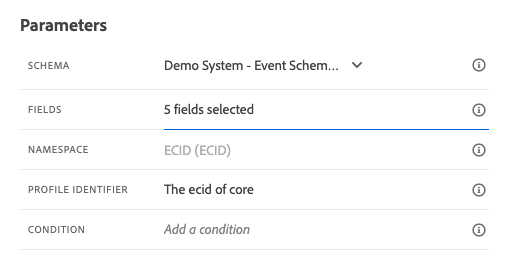 Parameters
SCHEMA Demo System - Event Schem...
FIELDS 5 fields selected
NAMESPACE ECID (ECID)
PROFILE IDENTIFIER The ecid of core
CONDITION Add a condition